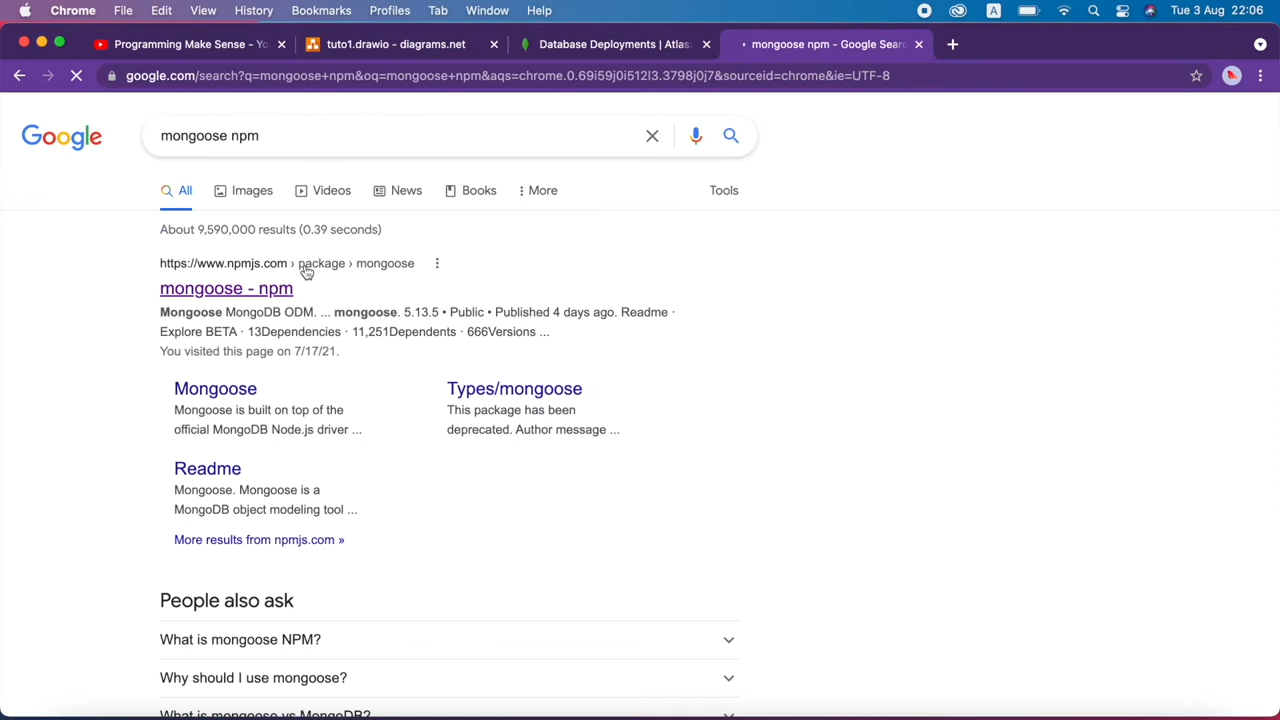 Chrome File Edit View History Bookmarks Profiles Tab Window Help A Tue 3 Aug 22:06
Programming Make Sense - Yo
tuto1.drawio - diagrams.net
Database Deployments | Atlas:
mongoose npm - Google Searc
google.com/search?q=mongoose+npm&oq=mongoose+npm&aqs=chrome.0.69i59j0i512l3.3798j0j7&sourceid=chrome&ie=UTF-8
Google
mongoose npm
All Images Videos News Books More Tools
About 9,590,000 results (0.39 seconds)
https://www.npmjs.com › package › mongoose
mongoose - npm
Mongoose MongoDB ODM. ... mongoose. 5.13.5 • Public • Published 4 days ago. Readme ·
Explore BETA · 13Dependencies · 11,251Dependents · 666Versions ...
You visited this page on 7/17/21.
Mongoose
Mongoose is built on top of the
official MongoDB Node.js driver ...
Types/mongoose
This package has been
deprecated. Author message ...
Readme
Mongoose. Mongoose is a
MongoDB object modeling tool ...
More results from npmjs.com »
People also ask
What is mongoose NPM?
Why should I use mongoose?
What is mongoose vs MongoDB?